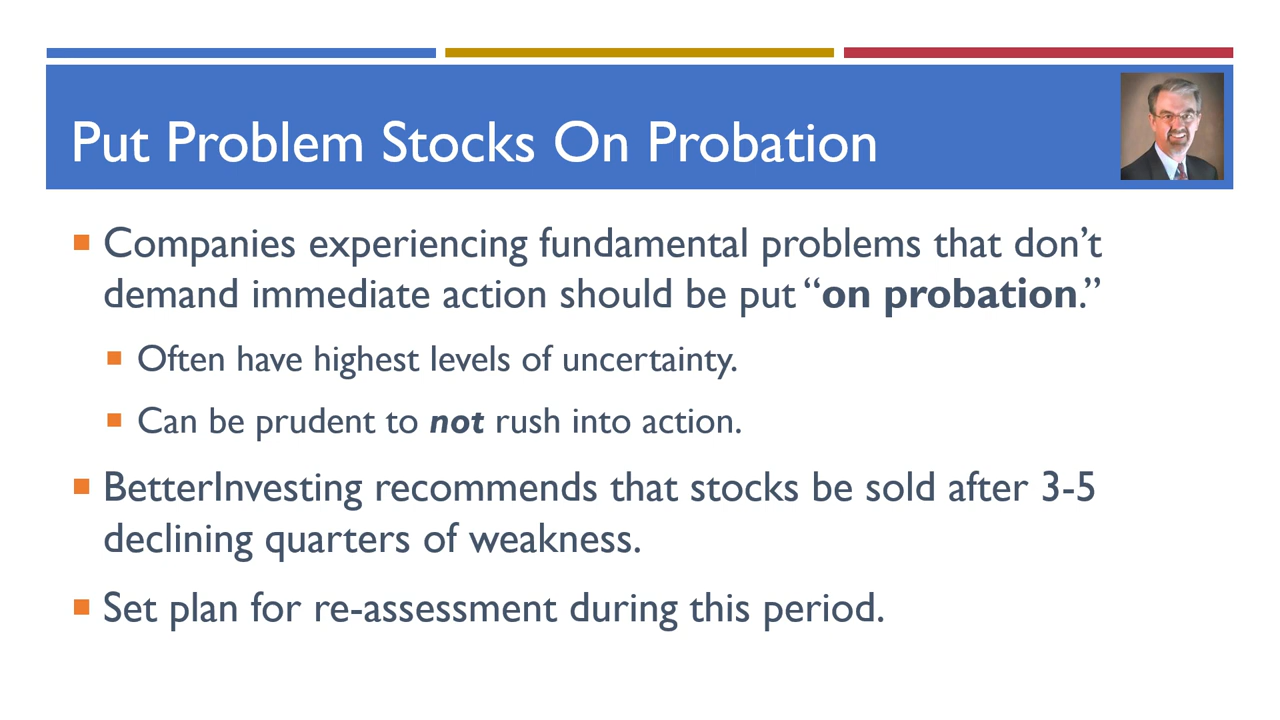 Put Problem Stocks On Probation
Companies experiencing fundamental problems that don’t
demand immediate action should be put “on probation.”
Often have highest levels of uncertainty.
Can be prudent to not rush into action.
BetterInvesting recommends that stocks be sold after 3-5
declining quarters of weakness.
Set plan for re-assessment during this period.